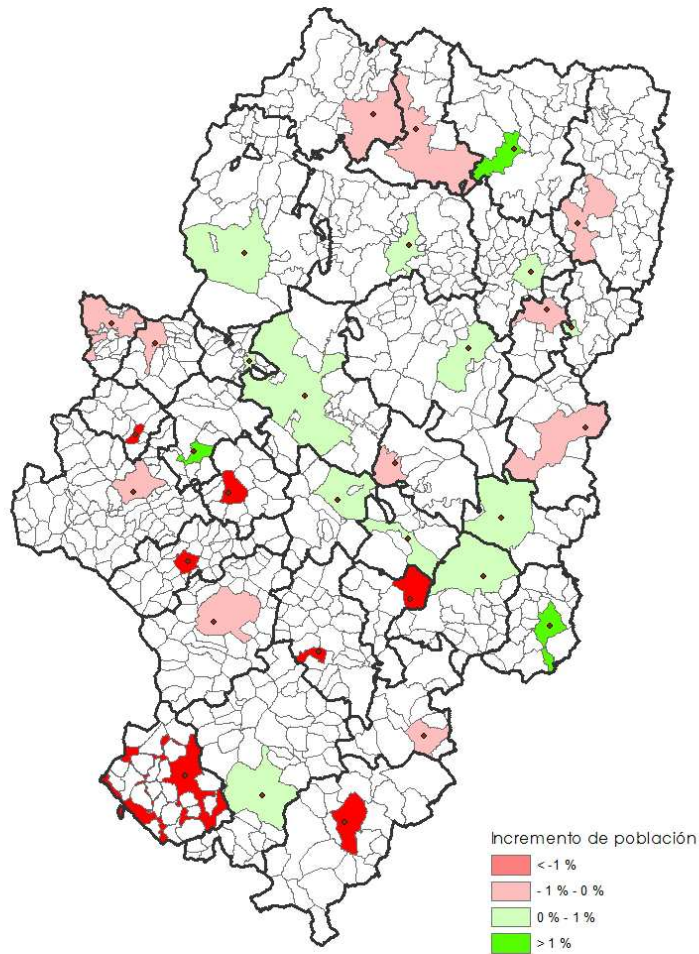 Incremento de población
< -1 %
- 1 % - 0 %
0 % - 1 %
> 1 %